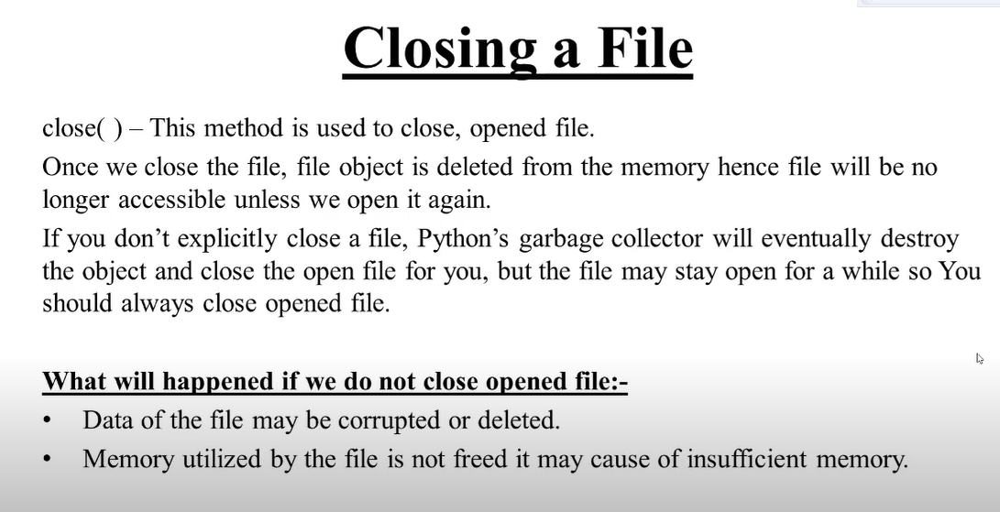 Closing a File
close( ) – This method is used to close, opened file.
Once we close the file, file object is deleted from the memory hence file will be no
longer accessible unless we open it again.
If you don’t explicitly close a file, Python’s garbage collector will eventually destroy
the object and close the open file for you, but the file may stay open for a while so You
should always close opened file.
What will happened if we do not close opened file:-
• Data of the file may be corrupted or deleted.
• Memory utilized by the file is not freed it may cause of insufficient memory.